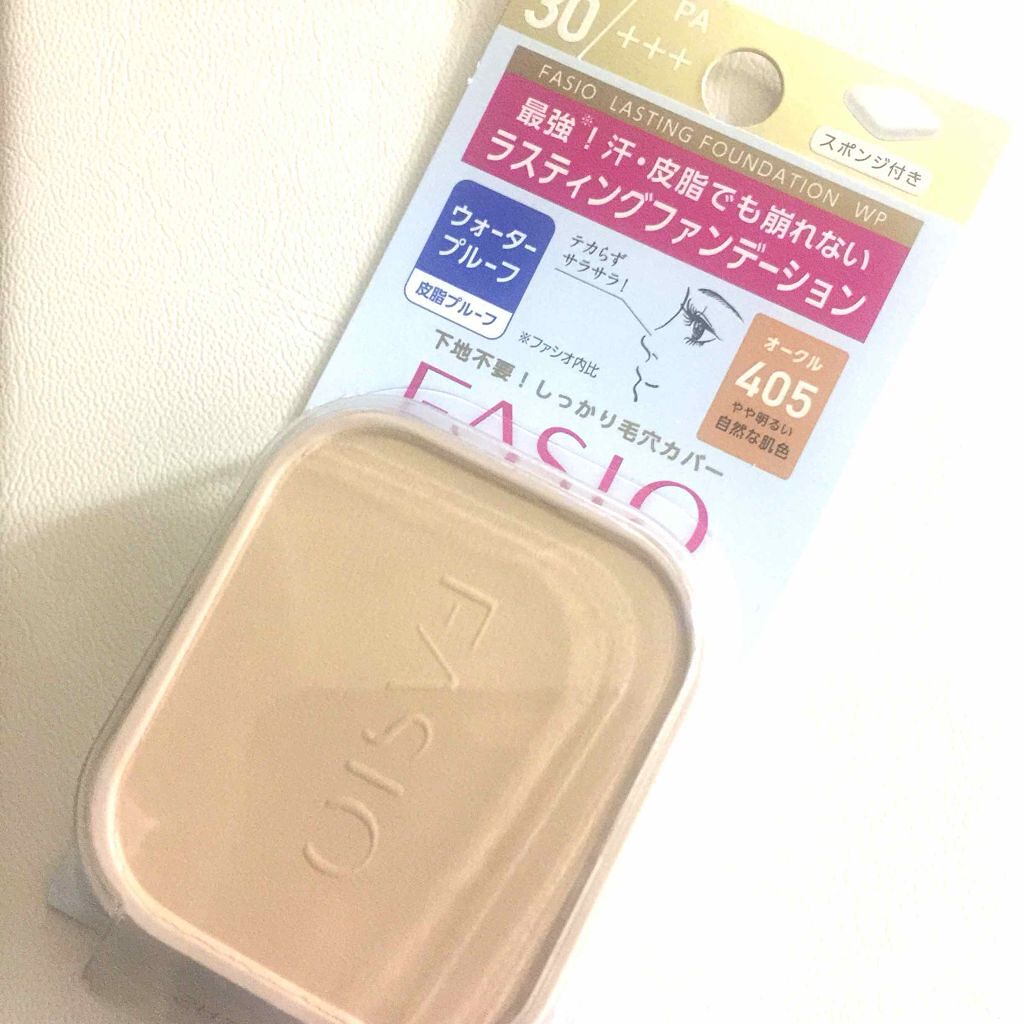 30/
PA
+++
スポンジ付き
FASIO LASTING FOUNDATION WP
最強※！汗・皮脂でも崩れない
ラスティングファンデーション
ウォーター
プルーフ
皮脂プルーフ
テカらず
サラサラ！
※ファシオ内比
オークル
405
やや明るい
自然な肌色
下地不要！しっかり毛穴カバー
FASIO
FASIO